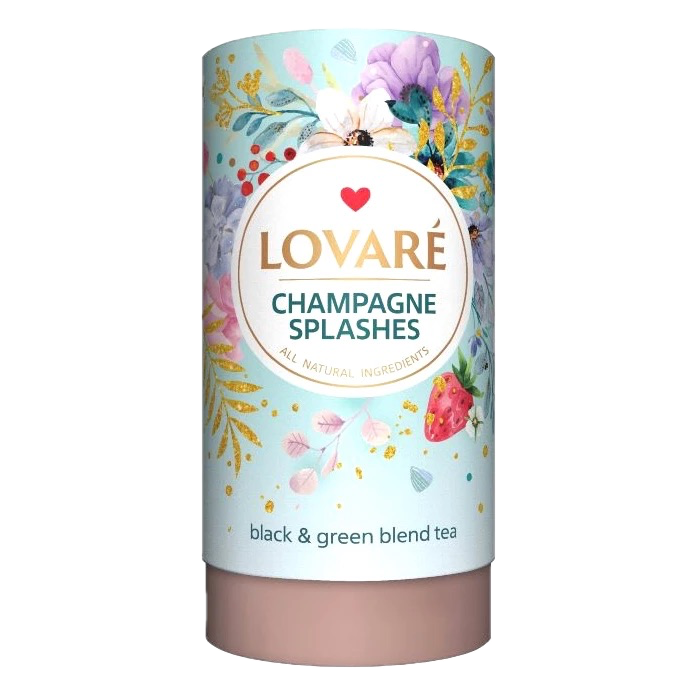 LOVARÉ
CHAMPAGNE
SPLASHES
ALL NATURAL INGREDIENTS
black & green blend tea